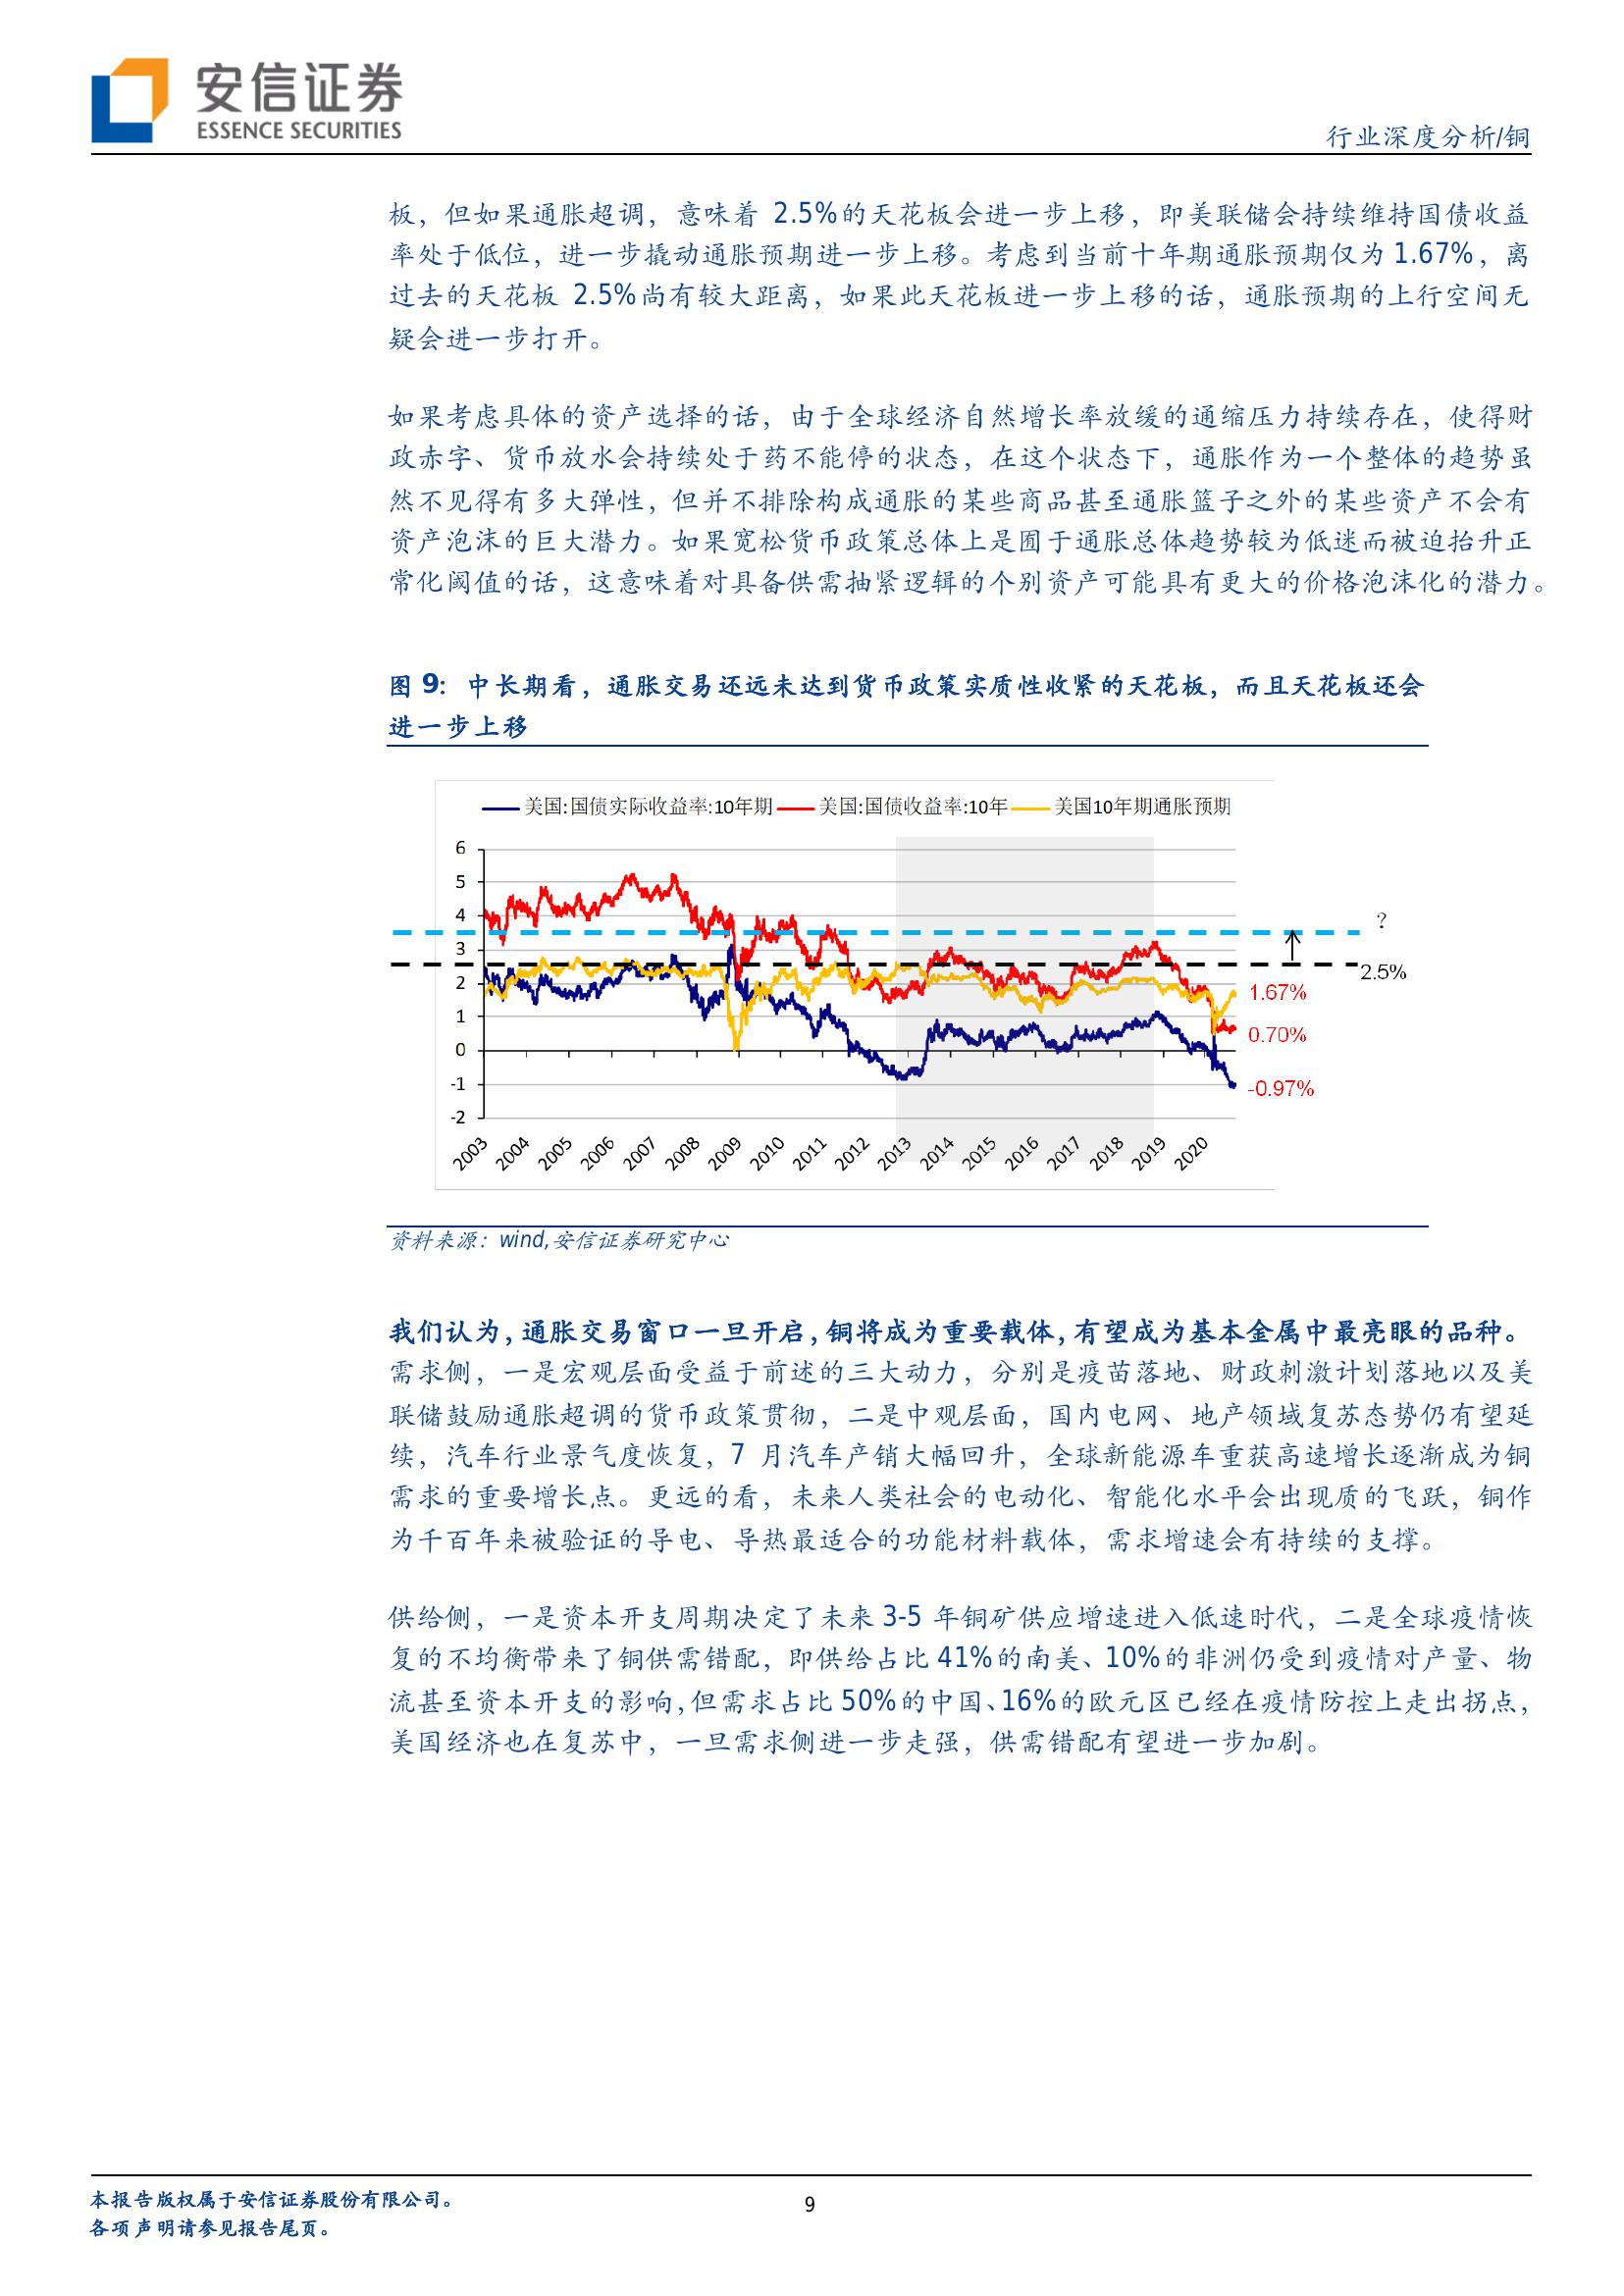 安信证券
ESSENCE SECURITIES
行业深度分析/铜
板，但如果通胀超调，意味着 2.5%的天花板会进一步上移，即美联储会持续维持国债收益
率处于低位，进一步撬动通胀预期进一步上移。考虑到当前十年期通胀预期仅为 1.67%，离
过去的天花板 2.5%尚有较大距离，如果此天花板进一步上移的话，通胀预期的上行空间无
疑会进一步打开。
如果考虑具体的资产选择的话，由于全球经济自然增长率放缓的通缩压力持续存在，使得财
政赤字、货币放水会持续处于药不能停的状态，在这个状态下，通胀作为一个整体的趋势虽
然不见得有多大弹性，但并不排除构成通胀的某些商品甚至通胀篮子之外的某些资产不会有
资产泡沫的巨大潜力。如果宽松货币政策总体上是囿于通胀总体趋势较为低迷而被迫抬升正
常化阈值的话，这意味着对具备供需抽紧逻辑的个别资产可能具有更大的价格泡沫化的潜力。
图 9：中长期看，通胀交易还远未达到货币政策实质性收紧的天花板，而且天花板还会
进一步上移
美国:国债实际收益率:10年期 美国:国债收益率:10年 美国10年期通胀预期
6
5
4
3
2
1
0
-1
-2
?
2.5%
1.67%
0.70%
-0.97%
2003 2004 2005 2006 2007 2008 2009 2010 2011 2012 2013 2014 2015 2016 2017 2018 2019 2020
资料来源：wind,安信证券研究中心
我们认为，通胀交易窗口一旦开启，铜将成为重要载体，有望成为基本金属中最亮眼的品种。
需求侧，一是宏观层面受益于前述的三大动力，分别是疫苗落地、财政刺激计划落地以及美
联储鼓励通胀超调的货币政策贯彻，二是中观层面，国内电网、地产领域复苏态势仍有望延
续，汽车行业景气度恢复，7 月汽车产销大幅回升，全球新能源车重获高速增长逐渐成为铜
需求的重要增长点。更远的看，未来人类社会的电动化、智能化水平会出现质的飞跃，铜作
为千百年来被验证的导电、导热最适合的功能材料载体，需求增速会有持续的支撑。
供给侧，一是资本开支周期决定了未来 3-5 年铜矿供应增速进入低速时代，二是全球疫情恢
复的不均衡带来了铜供需错配，即供给占比 41%的南美、10%的非洲仍受到疫情对产量、物
流甚至资本开支的影响，但需求占比 50%的中国、16%的欧元区已经在疫情防控上走出拐点，
美国经济也在复苏中，一旦需求侧进一步走强，供需错配有望进一步加剧。
本报告版权属于安信证券股份有限公司。
各项声明请参见报告尾页。
9